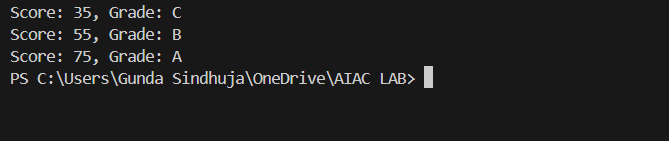 Score: 35, Grade: C
Score: 55, Grade: B
Score: 75, Grade: A
PS C:\Users\Gunda Sindhuja\OneDrive\AIAC LAB>